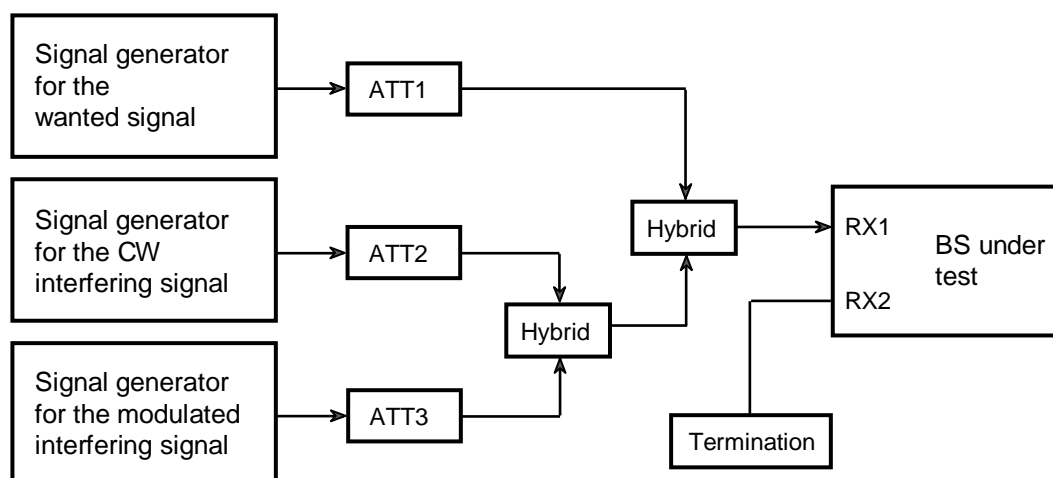 Signal generator
for the
wanted signal
ATT1
Signal generator
for the CW
interfering signal
ATT2
Hybrid
Hybrid
Signal generator
for the modulated
interfering signal
ATT3
RX1
RX2
BS under
test
Termination